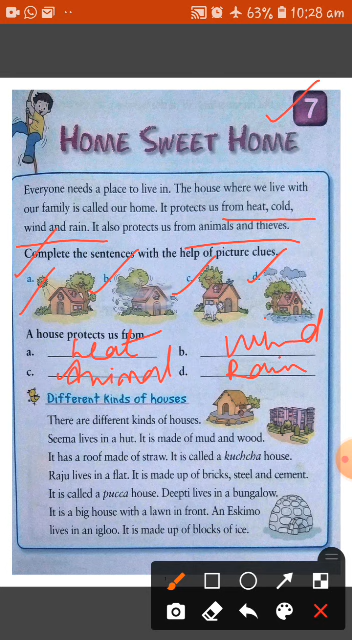 63% 10:28 am
7
HOME SWEET HOME
Everyone needs a place to live in. The house where we live with
our family is called our home. It protects us from heat, cold,
wind and rain. It also protects us from animals and thieves.
Complete the sentences with the help of picture clues.
a. b. c. d.
A house protects us from
a. heat b. wind
c. Animal d. Rain
Different kinds of houses
There are different kinds of houses.
Seema lives in a hut. It is made of mud and wood.
It has a roof made of straw. It is called a kuchcha house.
Raju lives in a flat. It is made up of bricks, steel and cement.
It is called a pucca house. Deepti lives in a bungalow.
It is a big house with a lawn in front. An Eskimo
lives in an igloo. It is made up of blocks of ice.